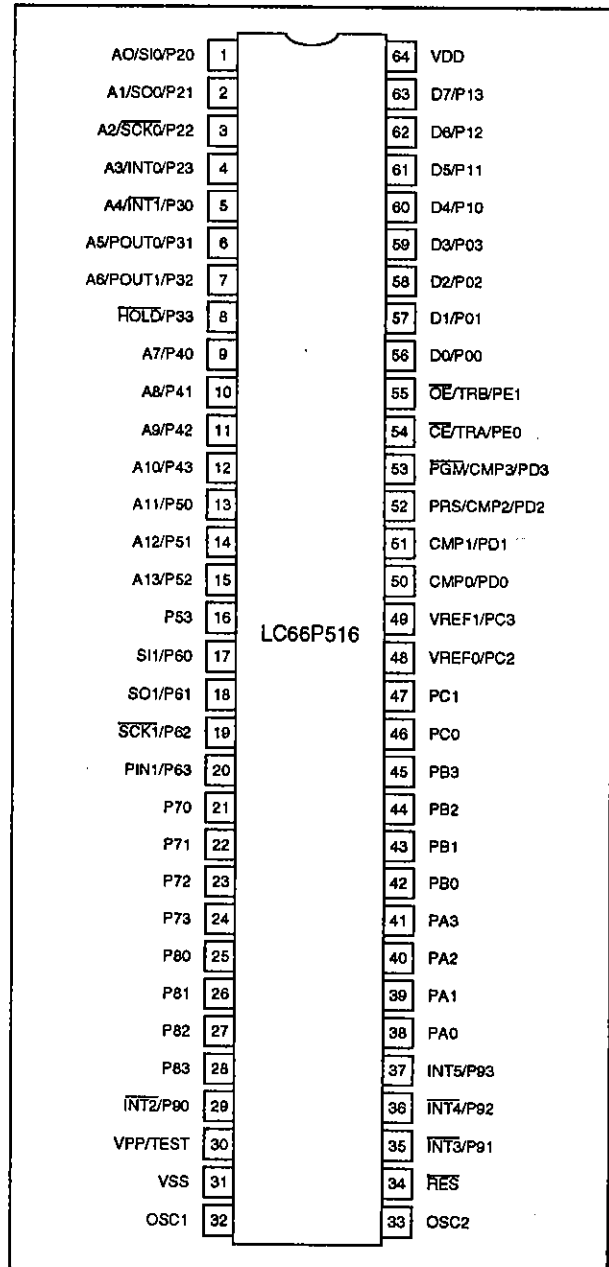 AO/SI0/P20 1 64 VDD
A1/SO0/P21 2 63 D7/P13
A2/SCK0/P22 3 62 D6/P12
A3/INT0/P23 4 61 D5/P11
A4/INT1/P30 5 60 D4/P10
A5/POUT0/P31 6 59 D3/P03
A6/POUT1/P32 7 58 D2/P02
HOLD/P33 8 57 D1/P01
A7/P40 9 56 D0/P00
A8/P41 10 55 OE/TRB/PE1
A9/P42 11 54 CE/TRA/PE0
A10/P43 12 53 PGM/CMP3/PD3
A11/P50 13 52 PRS/CMP2/PD2
A12/P51 14 51 CMP1/PD1
A13/P52 15 50 CMP0/PD0
P53 16 49 VREF1/PC3
LC66P516
SI1/P60 17 48 VREF0/PC2
SO1/P61 18 47 PC1
SCK1/P62 19 46 PC0
PIN1/P63 20 45 PB3
P70 21 44 PB2
P71 22 43 PB1
P72 23 42 PB0
P73 24 41 PA3
P80 25 40 PA2
P81 26 39 PA1
P82 27 38 PA0
P83 28 37 INT5/P93
INT2/P90 29 36 INT4/P92
VPP/TEST 30 35 INT3/P91
VSS 31 34 RES
OSC1 32 33 OSC2